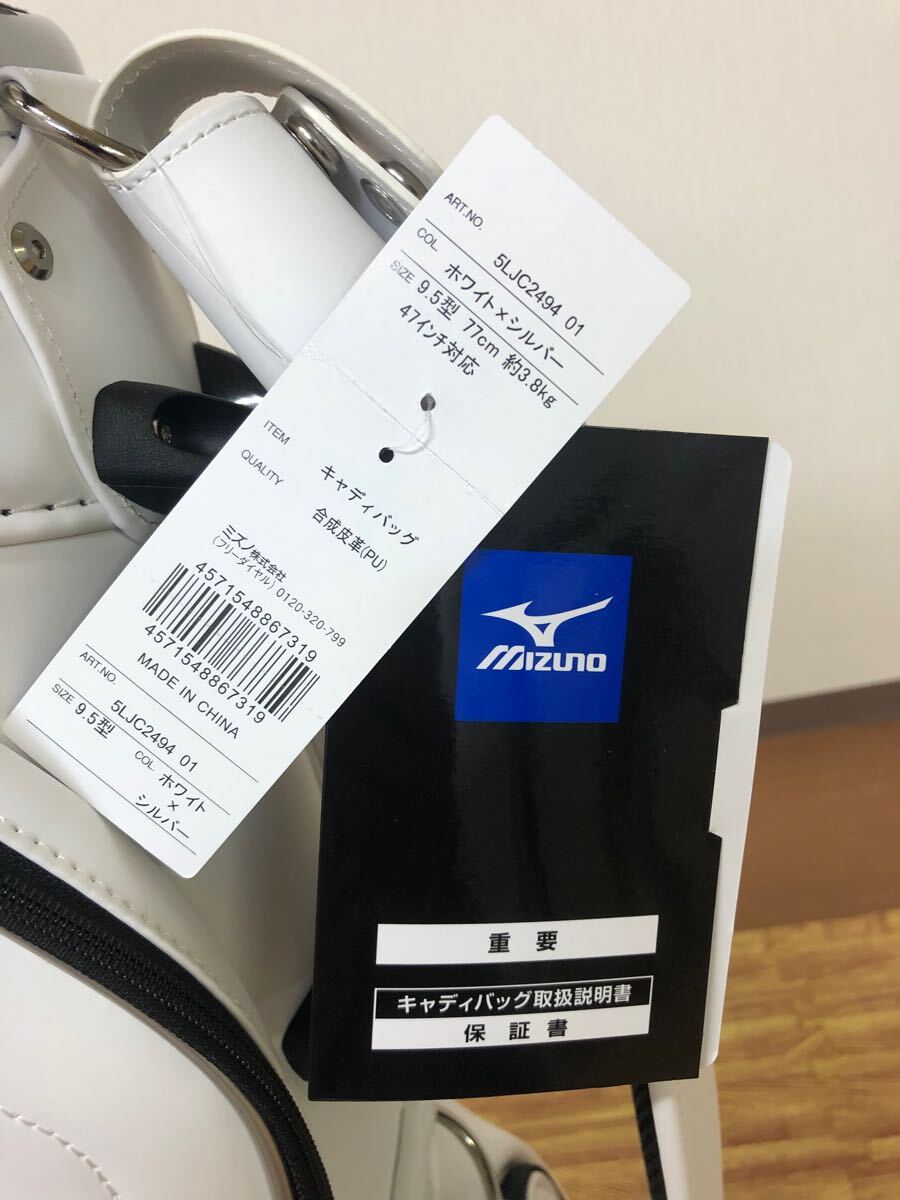 ART.NO. 5LJC2494 01
COL ホワイト×シルバー
SIZE 9.5型 77cm 約3.8kg
47インチ対応
ITEM キャディバッグ
QUALITY 合成皮革(PU)
ミズノ株式会社
(フリーダイヤル) 0120-320-799
4571548867319
4571548867319
MADE IN CHINA
ART.NO. 5LJC2494 01
SIZE 9.5型 COL ホワイト
×
シルバー
MIZUNO
重要
キャディバッグ取扱説明書
保証書